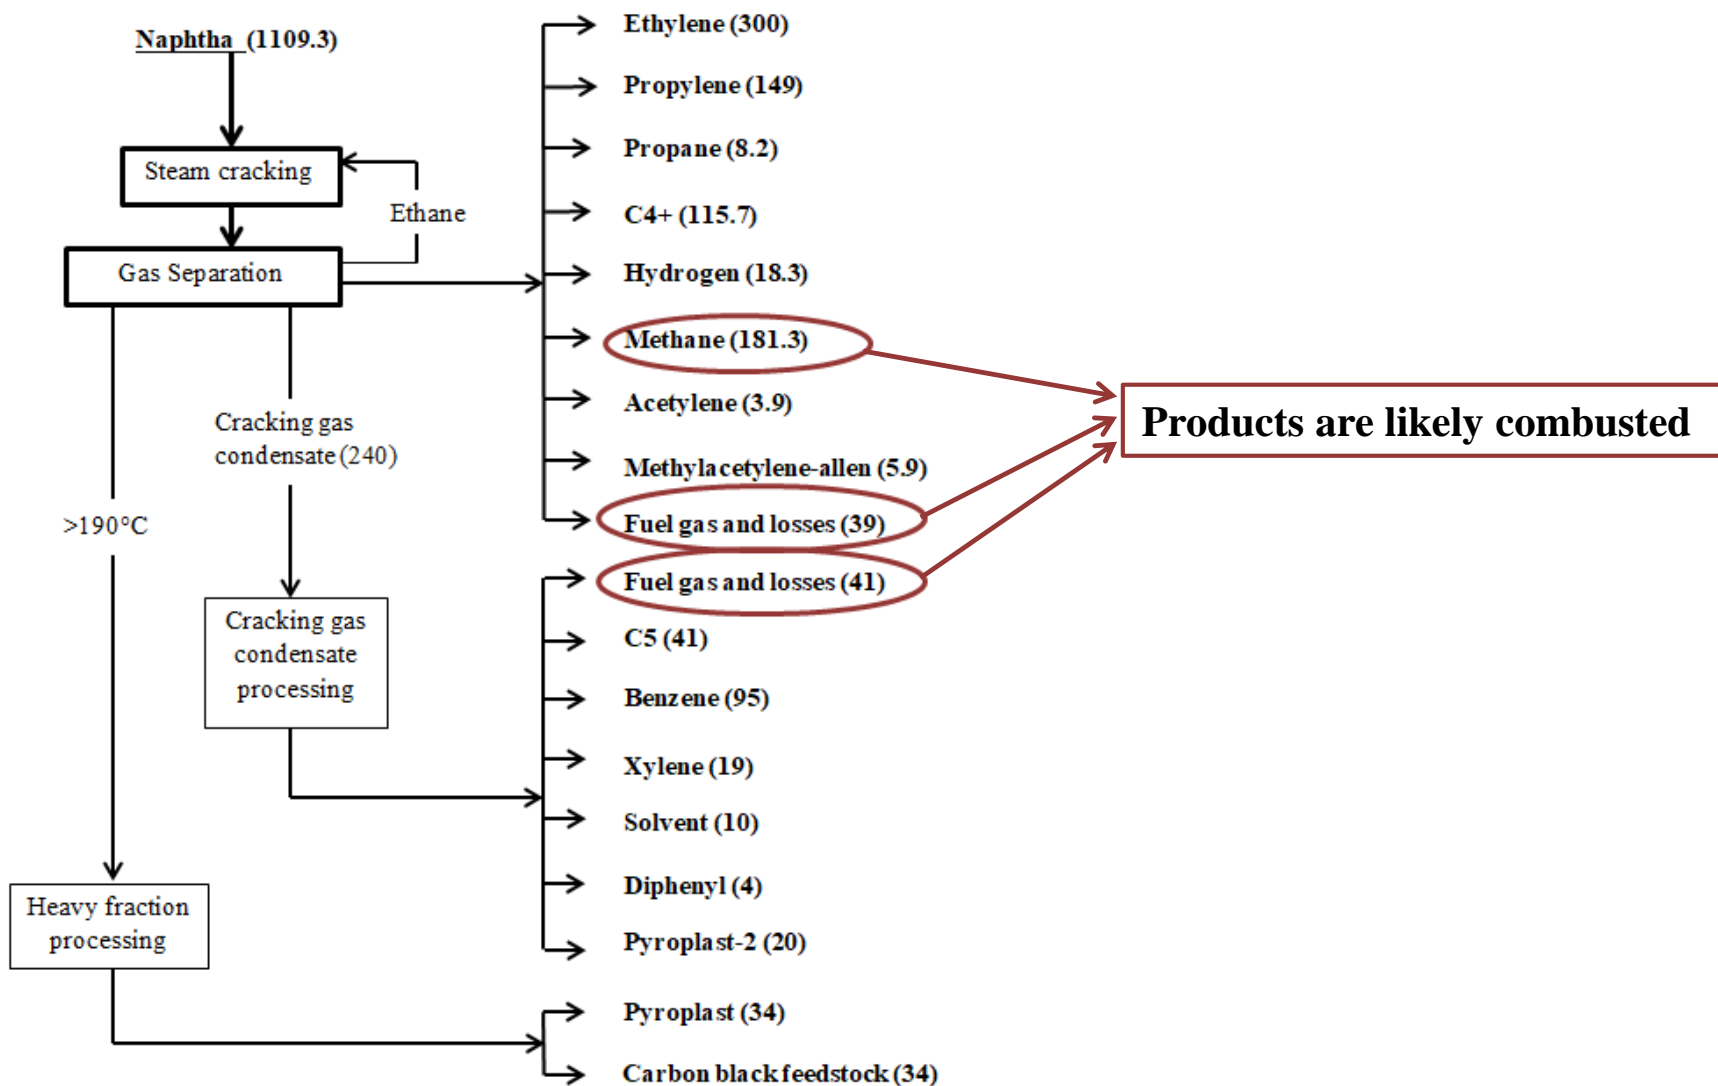 Naphtha (1109.3)
Steam cracking
Ethane
Gas Separation
Cracking gas
condensate (240)
>190°C
Cracking gas
condensate
processing
Heavy fraction
processing
Ethylene (300)
Propylene (149)
Propane (8.2)
C4+ (115.7)
Hydrogen (18.3)
Methane (181.3)
Acetylene (3.9)
Methylacetylene-allen (5.9)
Fuel gas and losses (39)
Fuel gas and losses (41)
C5 (41)
Benzene (95)
Xylene (19)
Solvent (10)
Diphenyl (4)
Pyroplast-2 (20)
Pyroplast (34)
Carbon black feedstock (34)
Products are likely combusted